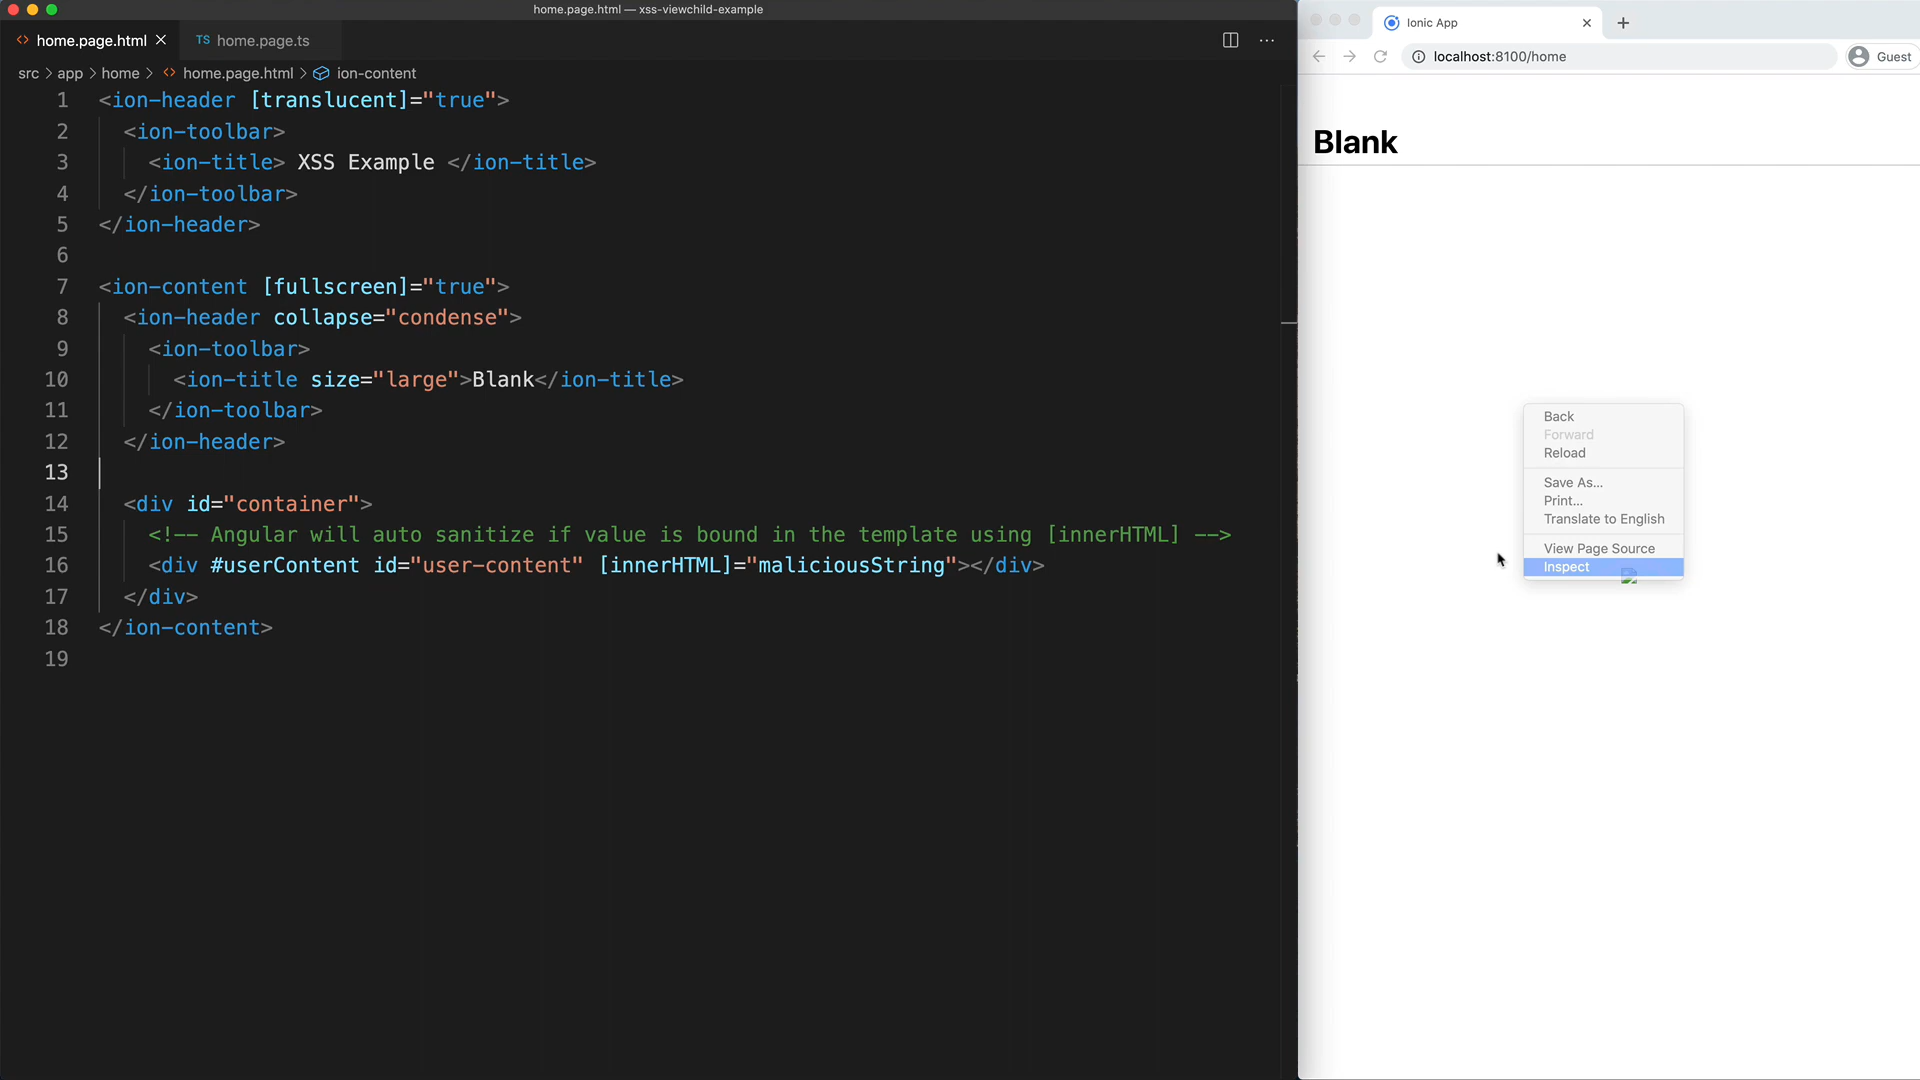 home.page.html — xss-viewchild-example
home.page.html
TS home.page.ts
src > app > home > home.page.html > ion-content
1 <ion-header [translucent]="true">
2 <ion-toolbar>
3 <ion-title> XSS Example </ion-title>
4 </ion-toolbar>
5 </ion-header>
6
7 <ion-content [fullscreen]="true">
8 <ion-header collapse="condense">
9 <ion-toolbar>
10 <ion-title size="large">Blank</ion-title>
11 </ion-toolbar>
12 </ion-header>
13
14 <div id="container">
15 <!-- Angular will auto sanitize if value is bound in the template using [innerHTML] -->
16 <div #userContent id="user-content" [innerHTML]="maliciousString"></div>
17 </div>
18 </ion-content>
19
Ionic App
localhost:8100/home
Guest
Blank
Back
Forward
Reload
Save As...
Print...
Translate to English
View Page Source
Inspect